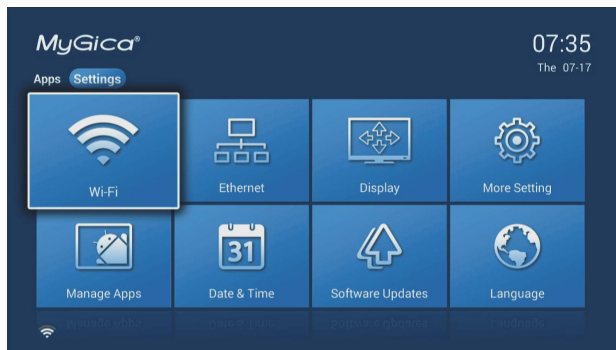 MyGica®
07:35
The 07-17
Apps Settings
Wi-Fi Ethernet Display More Setting
31
Manage Apps Date & Time Software Updates Language